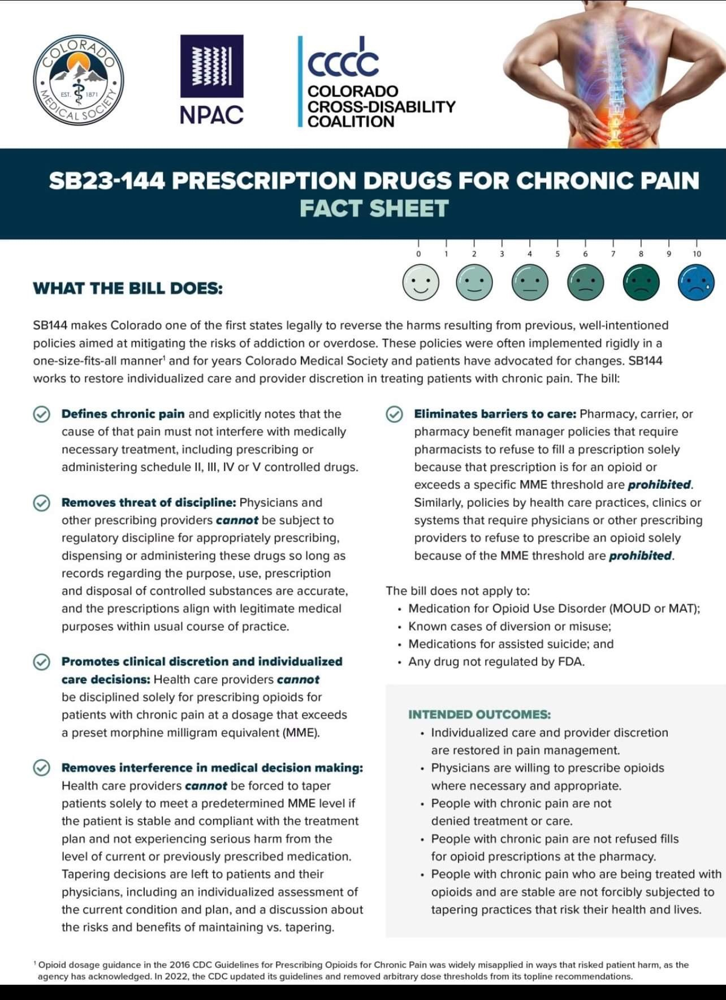 COLORADO
EST. 1871
MEDICAL SOCIETY
NPAC
cccdc
COLORADO
CROSS-DISABILITY
COALITION
SB23-144 PRESCRIPTION DRUGS FOR CHRONIC PAIN
FACT SHEET
0 1 2 3 4 5 6 7 8 9 10
WHAT THE BILL DOES:
SB144 makes Colorado one of the first states legally to reverse the harms resulting from previous, well-intentioned
policies aimed at mitigating the risks of addiction or overdose. These policies were often implemented rigidly in a
one-size-fits-all manner¹ and for years Colorado Medical Society and patients have advocated for changes. SB144
works to restore individualized care and provider discretion in treating patients with chronic pain. The bill:
Defines chronic pain and explicitly notes that the
cause of that pain must not interfere with medically
necessary treatment, including prescribing or
administering schedule II, III, IV or V controlled drugs.
Removes threat of discipline: Physicians and
other prescribing providers cannot be subject to
regulatory discipline for appropriately prescribing,
dispensing or administering these drugs so long as
records regarding the purpose, use, prescription
and disposal of controlled substances are accurate,
and the prescriptions align with legitimate medical
purposes within usual course of practice.
Promotes clinical discretion and individualized
care decisions: Health care providers cannot
be disciplined solely for prescribing opioids for
patients with chronic pain at a dosage that exceeds
a preset morphine milligram equivalent (MME).
Removes interference in medical decision making:
Health care providers cannot be forced to taper
patients solely to meet a predetermined MME level if
the patient is stable and compliant with the treatment
plan and not experiencing serious harm from the
level of current or previously prescribed medication.
Tapering decisions are left to patients and their
physicians, including an individualized assessment of
the current condition and plan, and a discussion about
the risks and benefits of maintaining vs. tapering.
Eliminates barriers to care: Pharmacy, carrier, or
pharmacy benefit manager policies that require
pharmacists to refuse to fill a prescription solely
because that prescription is for an opioid or
exceeds a specific MME threshold are prohibited.
Similarly, policies by health care practices, clinics or
systems that require physicians or other prescribing
providers to refuse to prescribe an opioid solely
because of the MME threshold are prohibited.
The bill does not apply to:
• Medication for Opioid Use Disorder (MOUD or MAT);
• Known cases of diversion or misuse;
• Medications for assisted suicide; and
• Any drug not regulated by FDA.
INTENDED OUTCOMES:
• Individualized care and provider discretion
are restored in pain management.
• Physicians are willing to prescribe opioids
where necessary and appropriate.
• People with chronic pain are not
denied treatment or care.
• People with chronic pain are not refused fills
for opioid prescriptions at the pharmacy.
• People with chronic pain who are being treated with
opioids and are stable are not forcibly subjected to
tapering practices that risk their health and lives.
¹ Opioid dosage guidance in the 2016 CDC Guidelines for Prescribing Opioids for Chronic Pain was widely misapplied in ways that risked patient harm, as the
agency has acknowledged. In 2022, the CDC updated its guidelines and removed arbitrary dose thresholds from its topline recommendations.